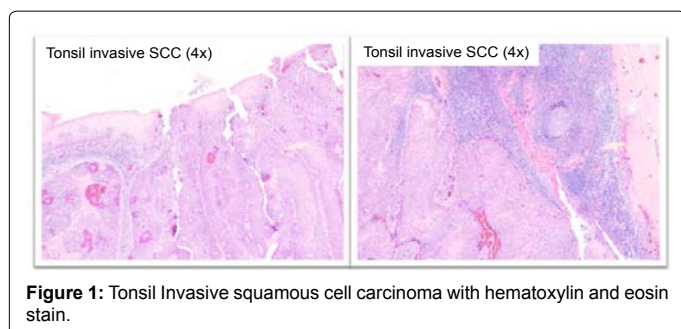 Tonsil invasive SCC (4x)
Tonsil invasive SCC (4x)
Figure 1: Tonsil Invasive squamous cell carcinoma with hematoxylin and eosin
stain.